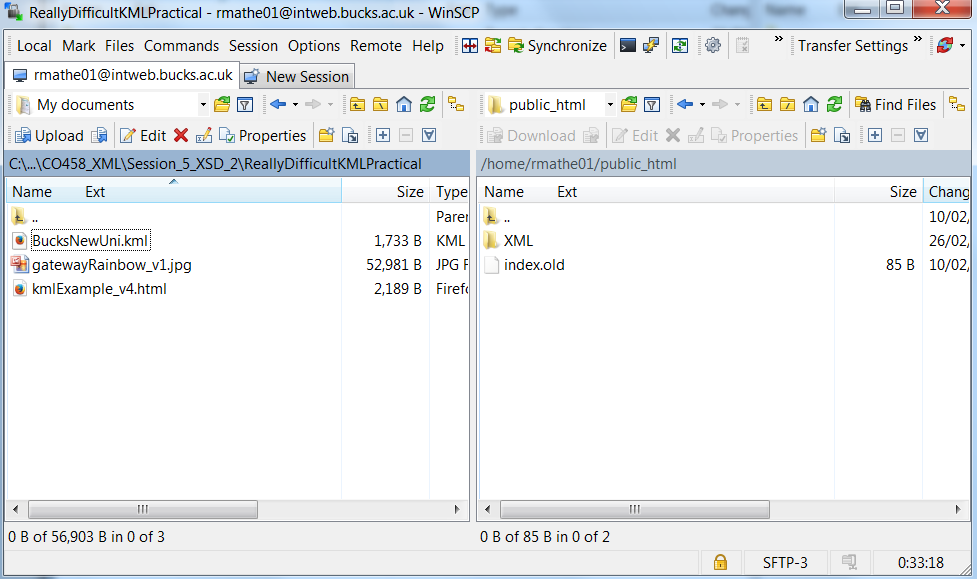 ReallyDifficultKMLPractical - rmathe01@intweb.bucks.ac.uk - WinSCP
Local Mark Files Commands Session Options Remote Help Synchronize » Transfer Settings »
rmathe01@intweb.bucks.ac.uk New Session
My documents public_html Find Files
Upload Edit Properties Download Edit Properties
C:\...\CO458_XML\Session_5_XSD_2\ReallyDifficultKMLPractical /home/rmathe01/public_html
Name Ext Size Type Name Ext Size Chang
.. Parer .. 10/02,
BucksNewUni.kml 1,733 B KML XML 26/02,
gatewayRainbow_v1.jpg 52,981 B JPG F index.old 85 B 10/02,
kmlExample_v4.html 2,189 B Firefo
0 B of 56,903 B in 0 of 3 0 B of 85 B in 0 of 2
SFTP-3 0:33:18